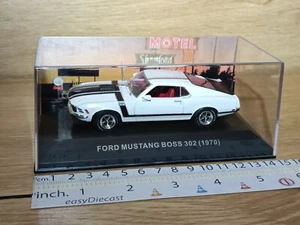 MOTEL
FORD MUSTANG BOSS 302 (1970)
1 2 3 4 5 6 7 8 9 10 11 12 13 14 15
inch. 1 2 3 4 5 6
easyDiecast